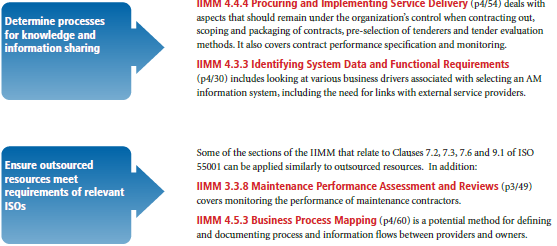 IIMM 4.4.4 Procuring and Implementing Service Delivery (p4/54) deals with
aspects that should remain under the organization's control when contracting out,
scoping and packaging of contracts, pre-selection of tenderers and tender evaluation
methods. It also covers contract performance specification and monitoring.
Determine processes
for knowledge and
information sharing
IIMM 4.3.3 Identifying System Data and Functional Requirements
(p4/30) includes looking at various business drivers associated with selecting an AM
information system, including the need for links with external service providers.
Ensure outsourced
resources meet
requirements of relevant
ISOs
Some of the sections of the IIMM that relate to Clauses 7.2, 7.3, 7.6 and 9.1 of ISO
55001 can be applied similarly to outsourced resources. In addition:
IIMM 3.3.8 Maintenance Performance Assessment and Reviews (p3/49)
covers monitoring the performance of maintenance contractors.
IIMM 4.5.3 Business Process Mapping (p4/60) is a potential method for defining
and documenting process and information flows between providers and owners.